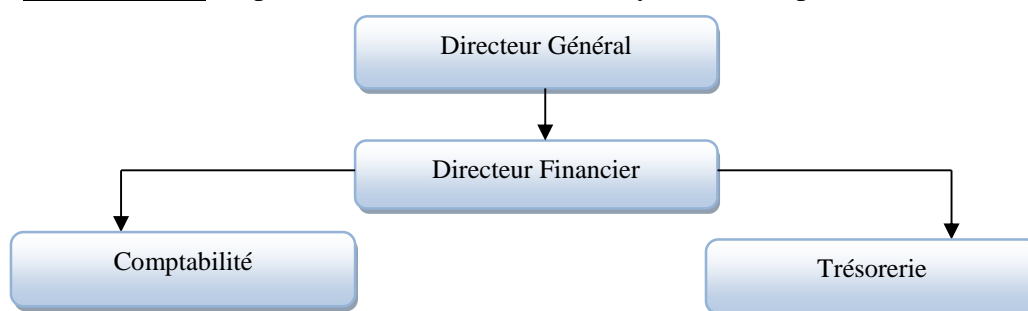 Directeur Général
Directeur Financier
Comptabilité
Trésorerie